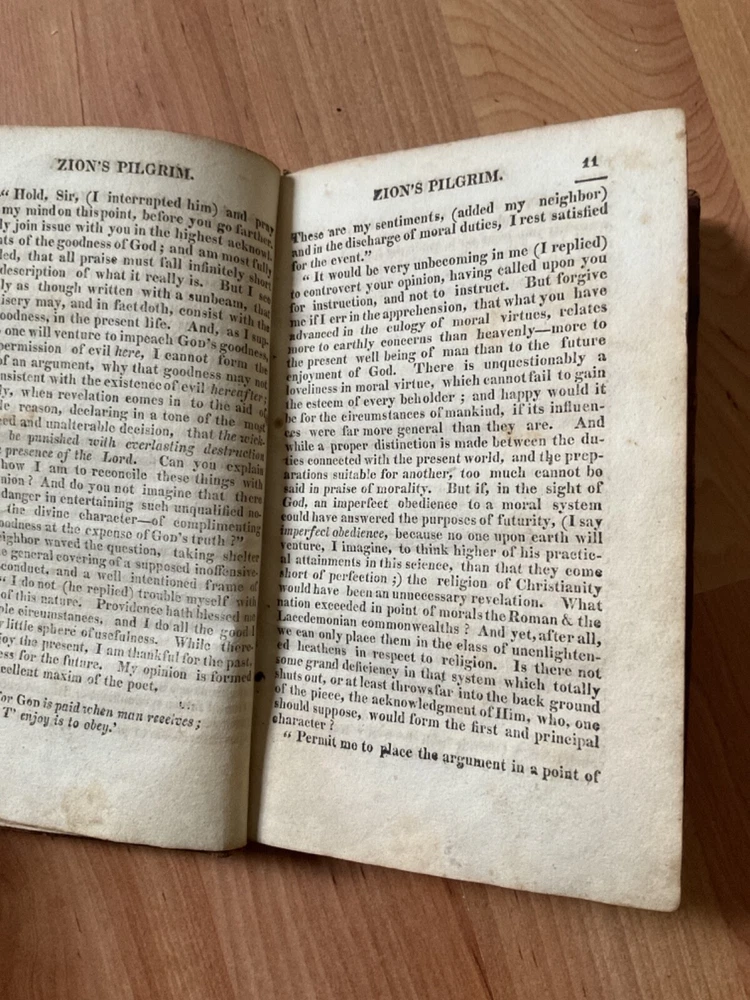 ZION'S PILGRIM.
"Hold, Sir, (I interrupted him) and pray
my mind on this point, before you go farther.
join issue with you in the highest acknowl-
of the goodness of God; and am most fully
that all praise must fall infinitely short
description of what it really is. But I see
as though written with a sunbeam, that
may, and in fact doth, consist with the
in the present life. And, as I sup-
one will venture to impeach God's goodness,
permission of evil here, I cannot form the
of an argument, why that goodness may not
with the existence of evil hereafter;
when revelation comes in to the aid of
reason, declaring in a tone of the most
and unalterable decision, that the wick-
be punished with everlasting destruction
presence of the Lord. Can you explain
how I am to reconcile these things with
And do you not imagine that there
danger in entertaining such unqualified no-
the divine character—of complimenting
at the expense of God's truth?"
waved the question, taking shelter
general covering of a supposed inoffensive
conduct, and a well intentioned frame of
"I do not (he replied) trouble myself with
of this nature. Providence hath blessed me
circumstances, and I do all the good I
little sphere of usefulness. While there-
the present, I am thankful for the past,
for the future. My opinion is formed
maxim of the poet,
for God is paid when man receives;
T' enjoy is to obey.'
ZION'S PILGRIM. 11
These are my sentiments, (added my neighbor)
and in the discharge of moral duties, I rest satisfied
for the event."
"It would be very unbecoming in me (I replied)
to controvert your opinion, having called upon you
for instruction, and not to instruct. But forgive
me if I err in the apprehension, that what you have
advanced in the eulogy of moral virtues, relates
more to earthly concerns than heavenly—more to
the present well being of man than to the future
enjoyment of God. There is unquestionably a
loveliness in moral virtue, which cannot fail to gain
the esteem of every beholder; and happy would it
be for the circumstances of mankind, if its influen-
ces were far more general than they are. And
while a proper distinction is made between the du-
ties connected with the present world, and the prep-
arations suitable for another, too much cannot be
said in praise of morality. But if, in the sight of
God, an imperfect obedience to a moral system
could have answered the purposes of futurity, (I say
imperfect obedience, because no one upon earth will
venture, I imagine, to think higher of his practic-
al attainments in this science, than that they come
short of perfection;) the religion of Christianity
would have been an unnecessary revelation. What
nation exceeded in point of morals the Roman & the
Lacedemonian commonwealths? And yet, after all,
we can only place them in the class of unenlighten-
ed heathens in respect to religion. Is there not
some grand deficiency in that system which totally
shuts out, or at least throws far into the back ground
of the piece, the acknowledgment of Him, who, one
should suppose, would form the first and principal
character?
"Permit me to place the argument in a point of